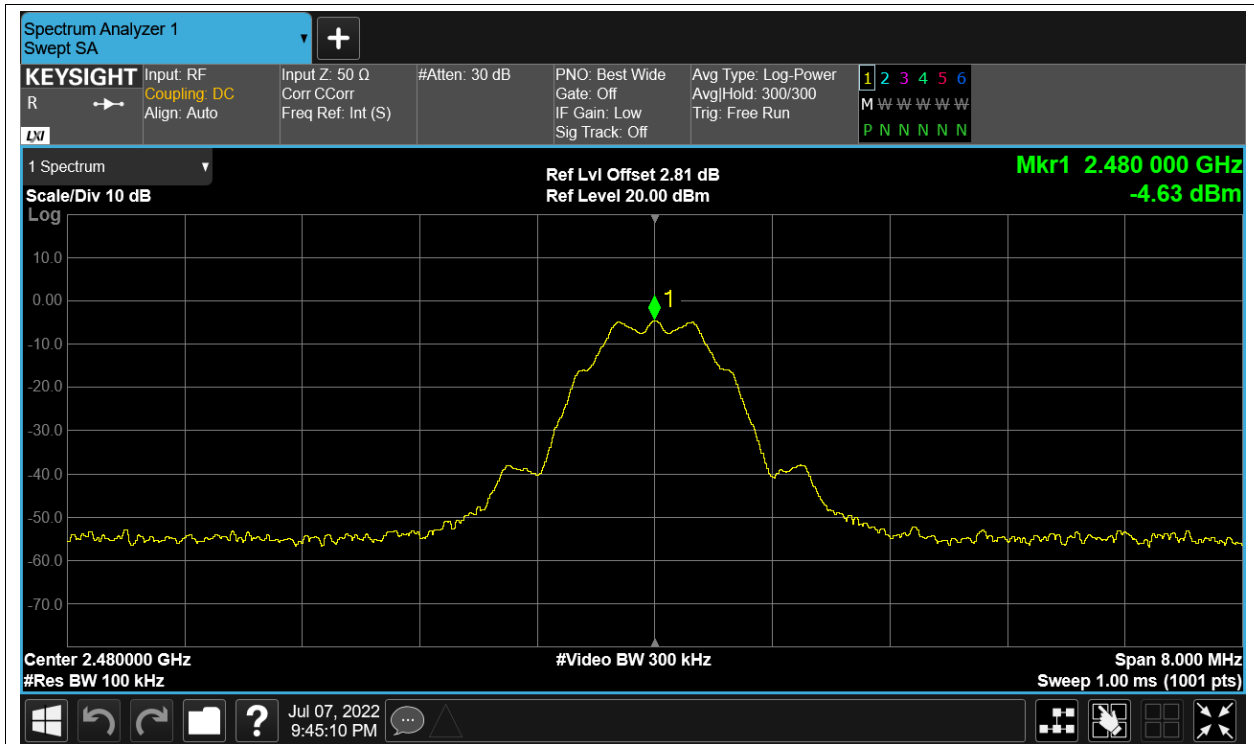 Spectrum Analyzer 1
Swept SA
KEYSIGHT
R
LXI
Input: RF
Coupling: DC
Align: Auto
Input Z: 50 Ω
Corr CCorr
Freq Ref: Int (S)
#Atten: 30 dB
PNO: Best Wide
Gate: Off
IF Gain: Low
Sig Track: Off
Avg Type: Log-Power
Avg|Hold: 300/300
Trig: Free Run
1 2 3 4 5 6
M W W W W W
P N N N N N
1 Spectrum
Scale/Div 10 dB
Ref Lvl Offset 2.81 dB
Ref Level 20.00 dBm
Mkr1 2.480 000 GHz
-4.63 dBm
Log
10.0
0.00
-10.0
-20.0
-30.0
-40.0
-50.0
-60.0
-70.0
1
Center 2.480000 GHz
#Res BW 100 kHz
#Video BW 300 kHz
Span 8.000 MHz
Sweep 1.00 ms (1001 pts)
?
Jul 07, 2022
9:45:10 PM